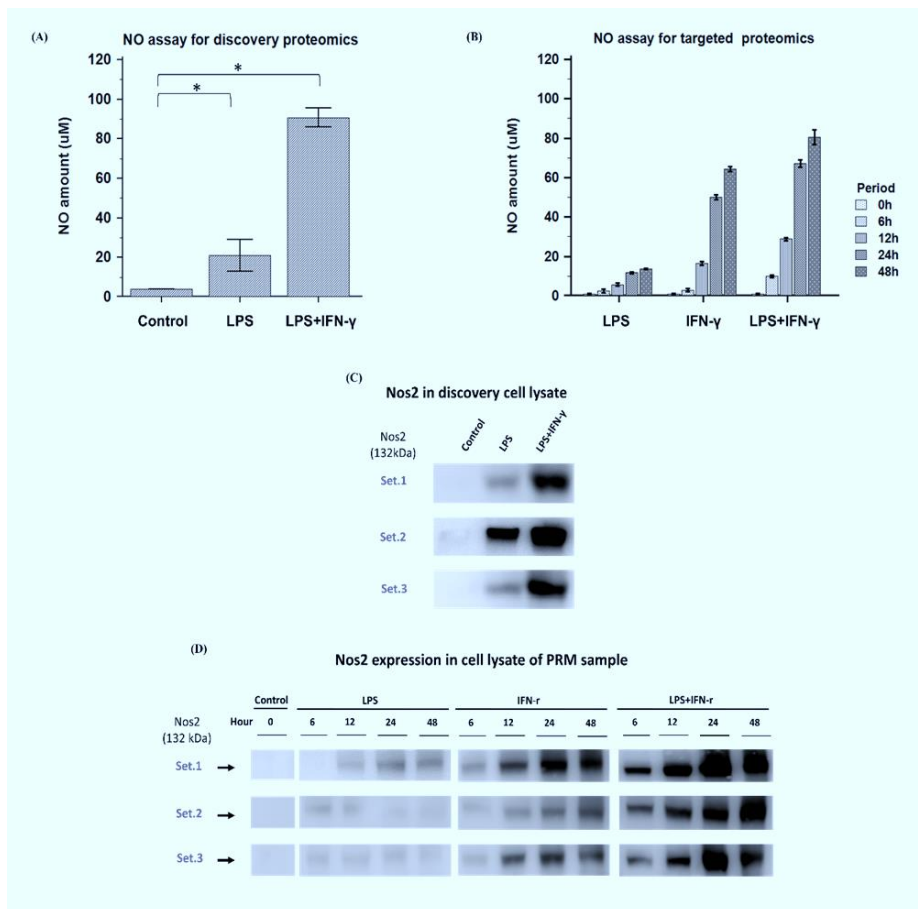 (A)
NO assay for discovery proteomics
NO amount (uM)
120
100
80
60
40
20
0
*
*
Control LPS LPS+IFN-γ
(B)
NO assay for targeted proteomics
NO amount (uM)
120
100
80
60
40
20
0
LPS IFN-γ LPS+IFN-γ
Period
0h
6h
12h
24h
48h
(C)
Nos2 in discovery cell lysate
Nos2
(132kDa)
Control LPS LPS+IFN-γ
Set.1
Set.2
Set.3
(D)
Nos2 expression in cell lysate of PRM sample
Control LPS IFN-r LPS+IFN-r
Nos2 Hour 0 6 12 24 48 6 12 24 48 6 12 24 48
(132 kDa)
Set.1
Set.2
Set.3